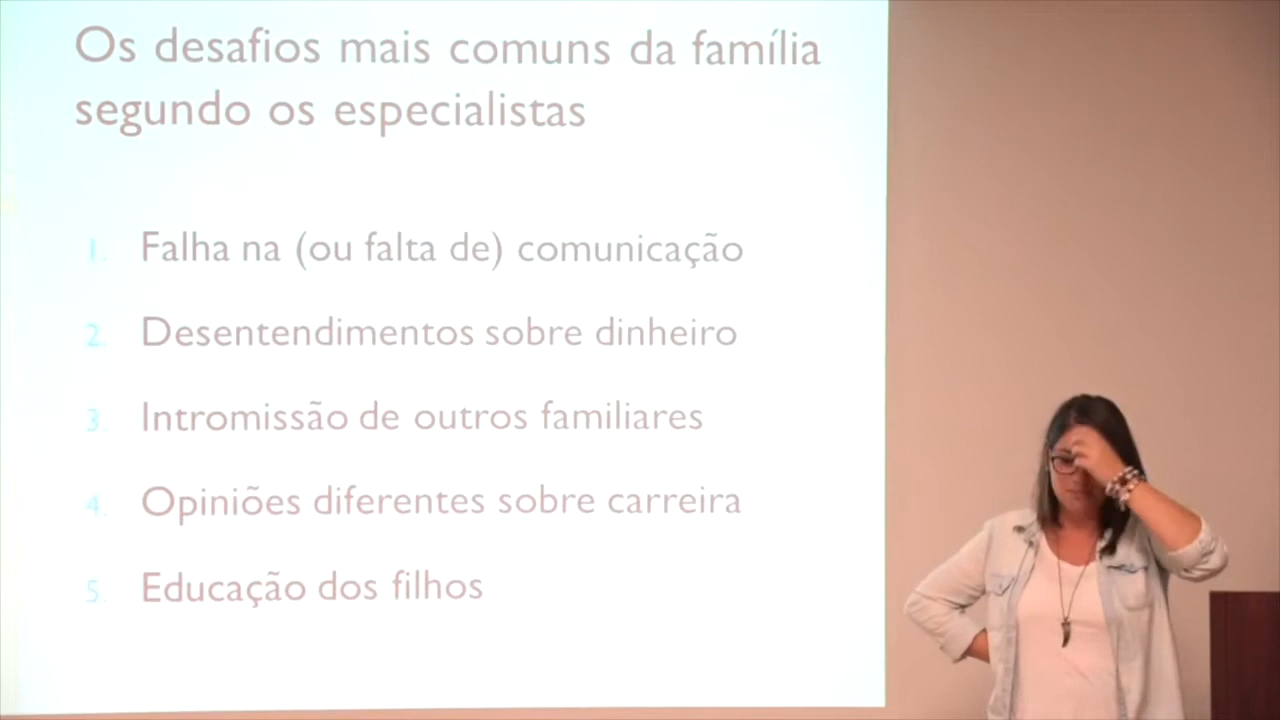 Os desafios mais comuns da família
segundo os especialistas
1. Falha na (ou falta de) comunicação
2. Desentendimentos sobre dinheiro
3. Intromissão de outros familiares
4. Opiniões diferentes sobre carreira
5. Educação dos filhos